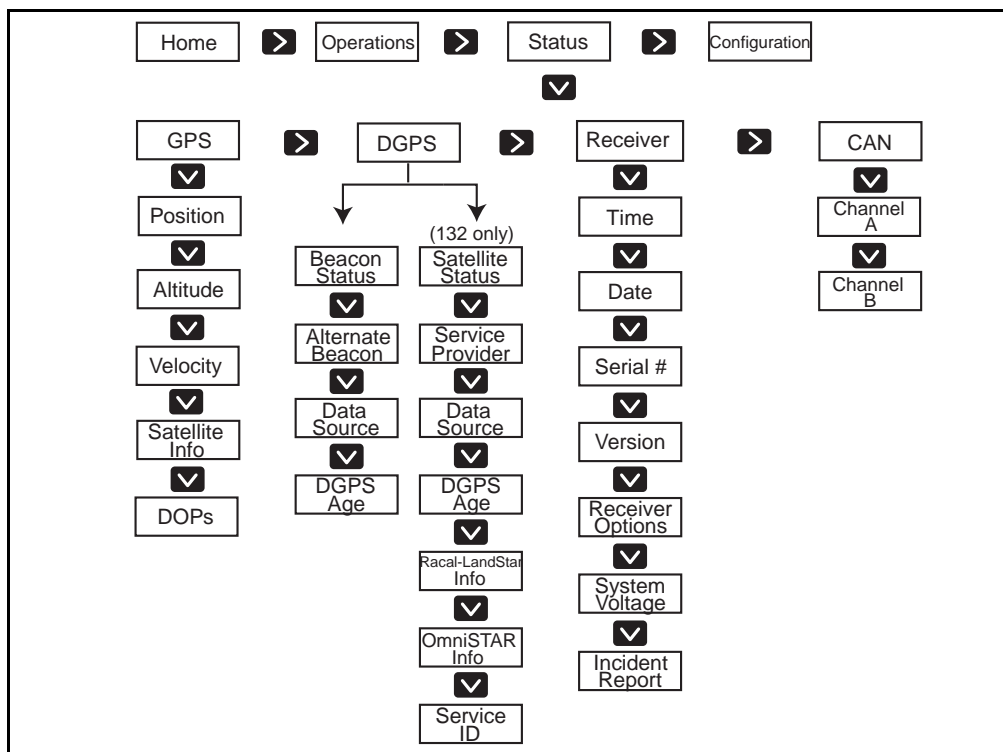 Home
Operations
Status
Configuration
GPS
DGPS
Receiver
CAN
Position
Altitude
Velocity
Satellite
Info
DOPs
Beacon
Status
Alternate
Beacon
Data
Source
DGPS
Age
(132 only)
Satellite
Status
Service
Provider
Data
Source
DGPS
Age
Racal-LandStar
Info
OmniSTAR
Info
Service
ID
Time
Date
Serial #
Version
Receiver
Options
System
Voltage
Incident
Report
Channel
A
Channel
B